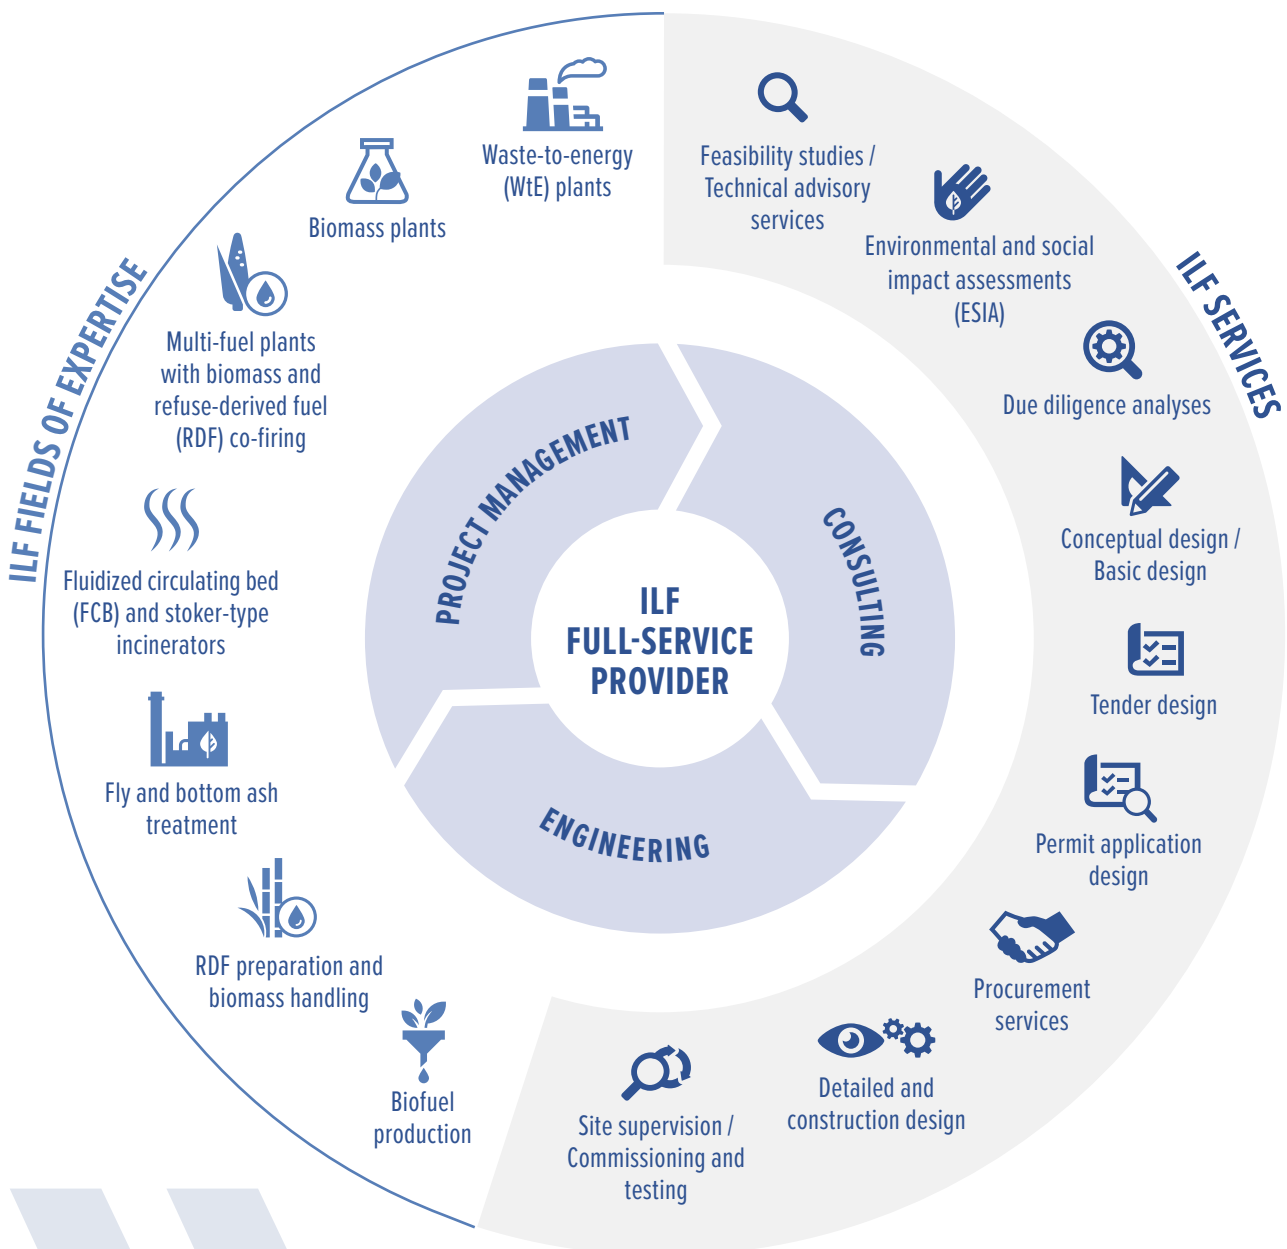 ILF FIELDS OF EXPERTISE
Waste-to-energy
(WtE) plants
Biomass plants
Multi-fuel plants
with biomass and
refuse-derived fuel
(RDF) co-firing
Fluidized circulating bed
(FCB) and stoker-type
incinerators
Fly and bottom ash
treatment
RDF preparation and
biomass handling
Biofuel
production
ILF SERVICES
Feasibility studies /
Technical advisory
services
Environmental and social
impact assessments
(ESIA)
Due diligence analyses
Conceptual design /
Basic design
Tender design
Permit application
design
Procurement
services
Detailed and
construction design
Site supervision /
Commissioning and
testing
PROJECT MANAGEMENT
CONSULTING
ENGINEERING
ILF
FULL-SERVICE
PROVIDER